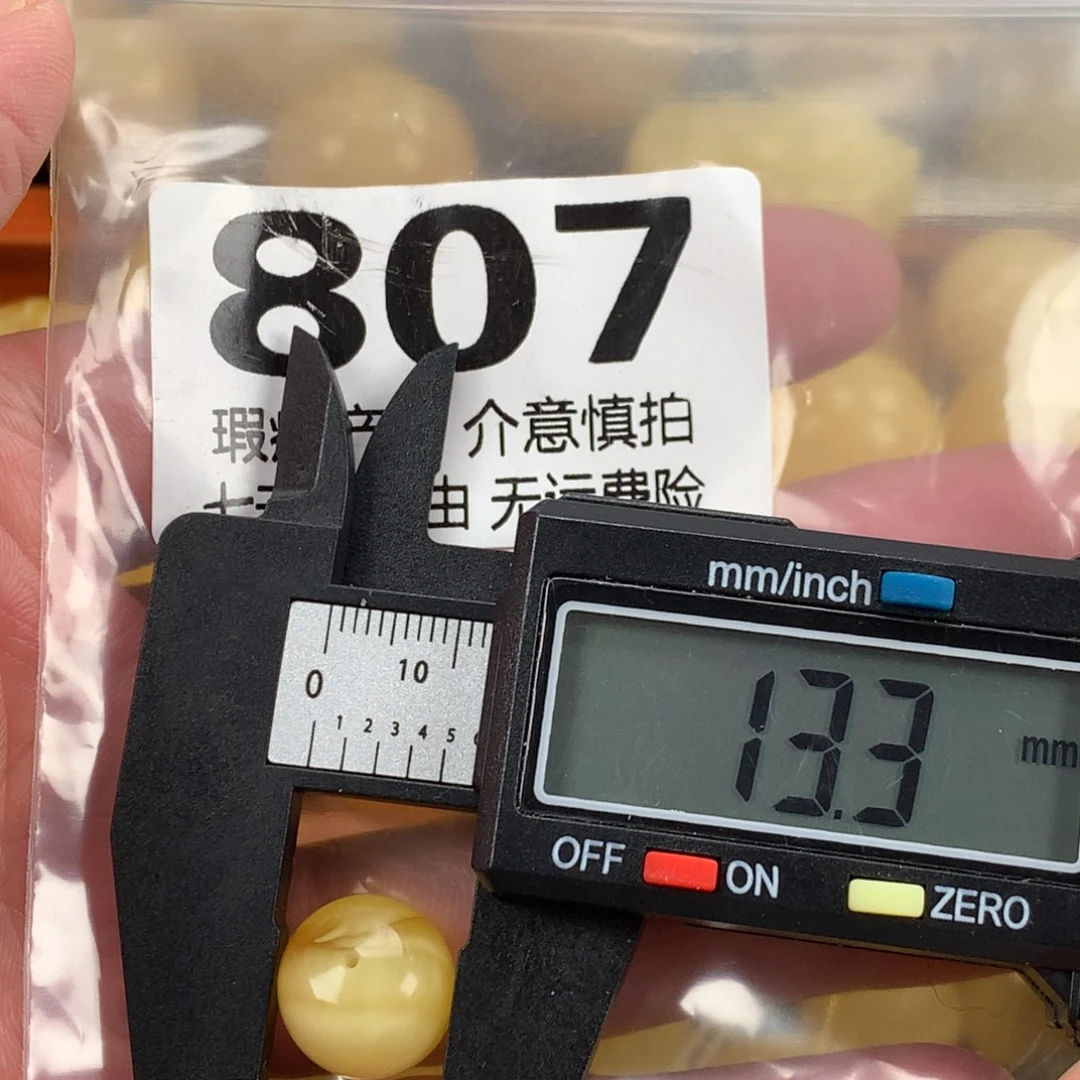 807
瑕 介意慎拍
由 无运费险
mm/inch
0 10
1 2 3 4 5
13.3 mm
OFF ON ZERO